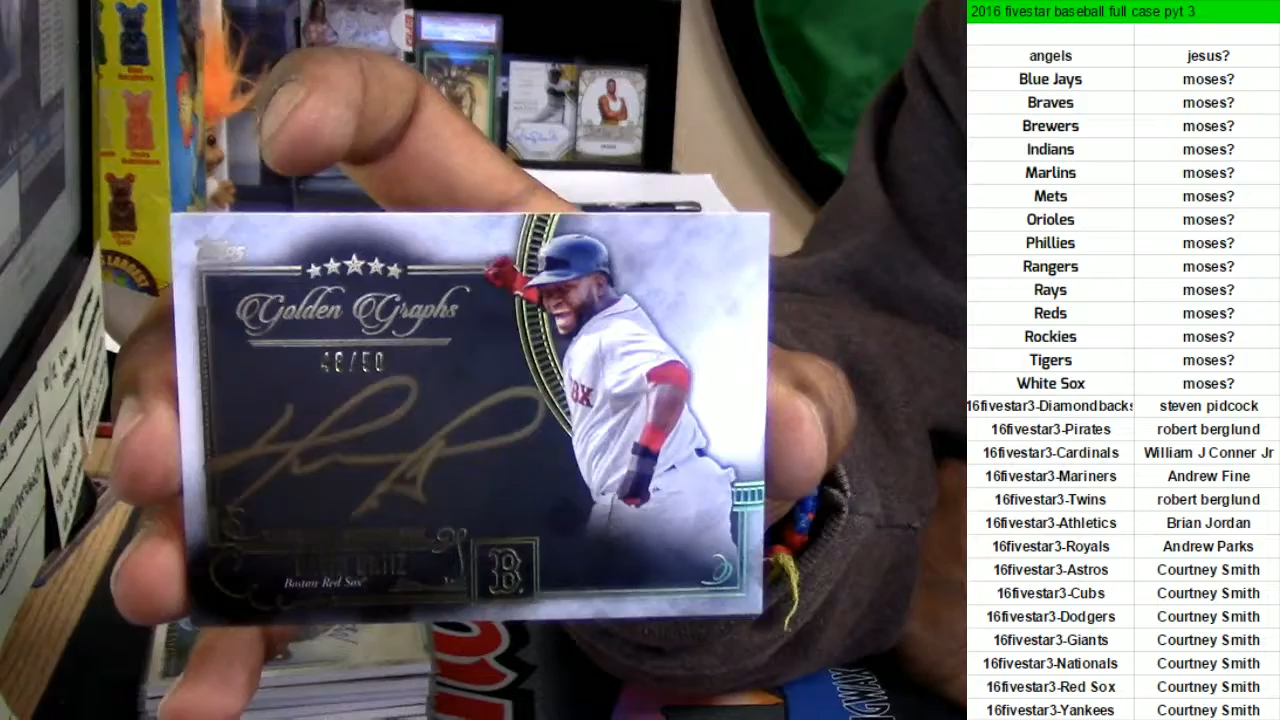 2016 fivestar baseball full case pyt 3
angels jesus?
Blue Jays moses?
Braves moses?
Brewers moses?
Indians moses?
Marlins moses?
Mets moses?
Orioles moses?
Phillies moses?
Rangers moses?
Rays moses?
Reds moses?
Rockies moses?
Tigers moses?
White Sox moses?
16fivestar3-Diamondbacks steven pidcock
16fivestar3-Pirates robert berglund
16fivestar3-Cardinals William J Conner Jr
16fivestar3-Mariners Andrew Fine
16fivestar3-Twins robert berglund
16fivestar3-Athletics Brian Jordan
16fivestar3-Royals Andrew Parks
16fivestar3-Astros Courtney Smith
16fivestar3-Cubs Courtney Smith
16fivestar3-Dodgers Courtney Smith
16fivestar3-Giants Courtney Smith
16fivestar3-Nationals Courtney Smith
16fivestar3-Red Sox Courtney Smith
16fivestar3-Yankees Courtney Smith
Topps
Golden Graphs
48/50
Boston Red Sox
B